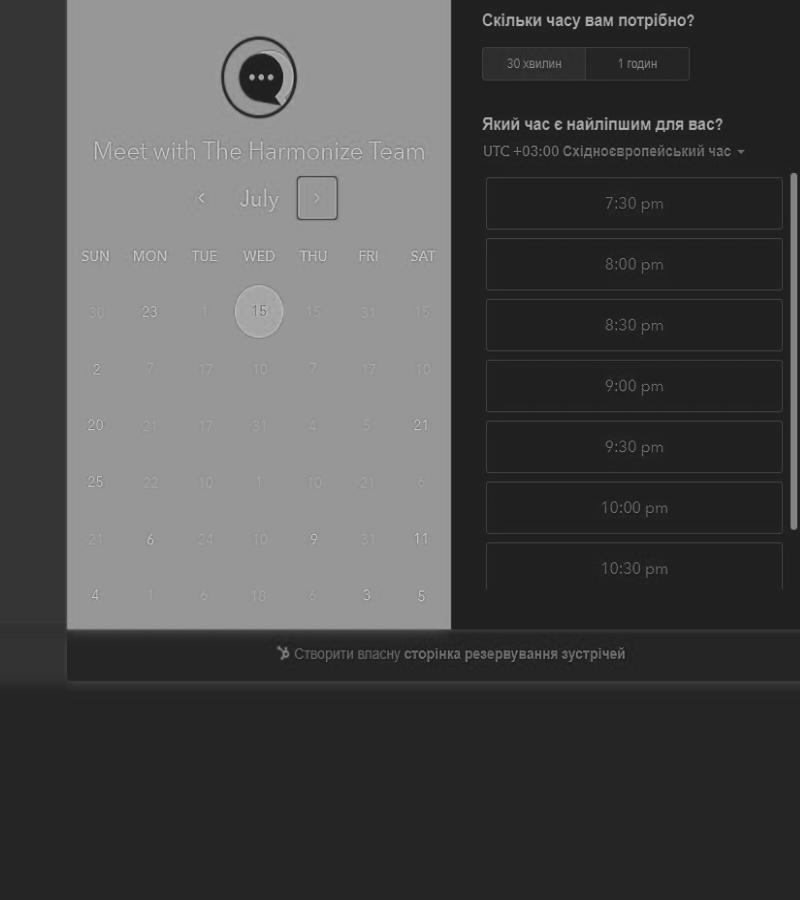 Meet with The Harmonize Team
July
SUN MON TUE WED THU FRI SAT
30 23 1 15 15 31 15
2 7 17 10 7 17 10
20 21 17 31 4 5 21
25 22 10 1 10 21 6
21 6 24 10 9 31 11
4 1 6 18 6 3 5
Скільки часу вам потрібно?
30 хвилин 1 годин
Який час є найліпшим для вас?
UTC +03:00 Східноєвропейський час
7:30 pm
8:00 pm
8:30 pm
9:00 pm
9:30 pm
10:00 pm
10:30 pm
Створити власну сторінка резервування зустрічей